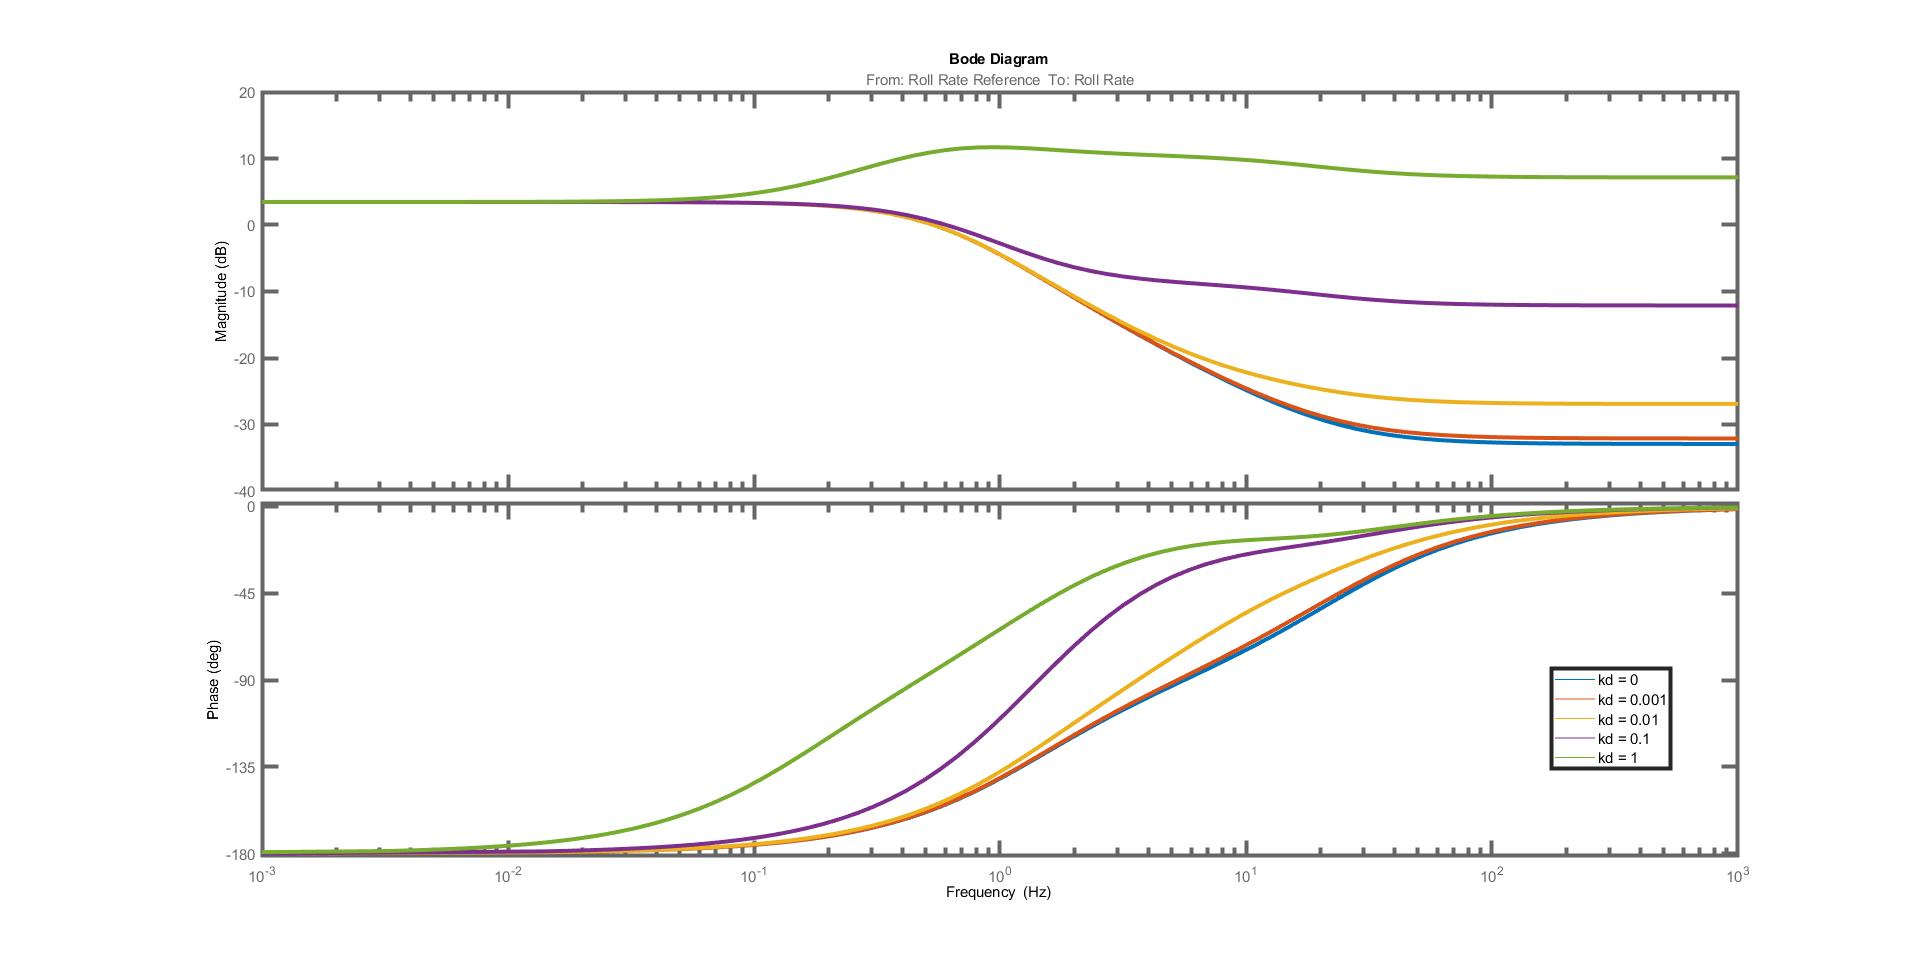 Bode Diagram
From: Roll Rate Reference To: Roll Rate
20
10
0
-10
-20
-30
-40
Magnitude (dB)
0
-45
-90
-135
-180
Phase (deg)
kd = 0
kd = 0.001
kd = 0.01
kd = 0.1
kd = 1
10-3 10-2 10-1 100 101 102 103
Frequency (Hz)